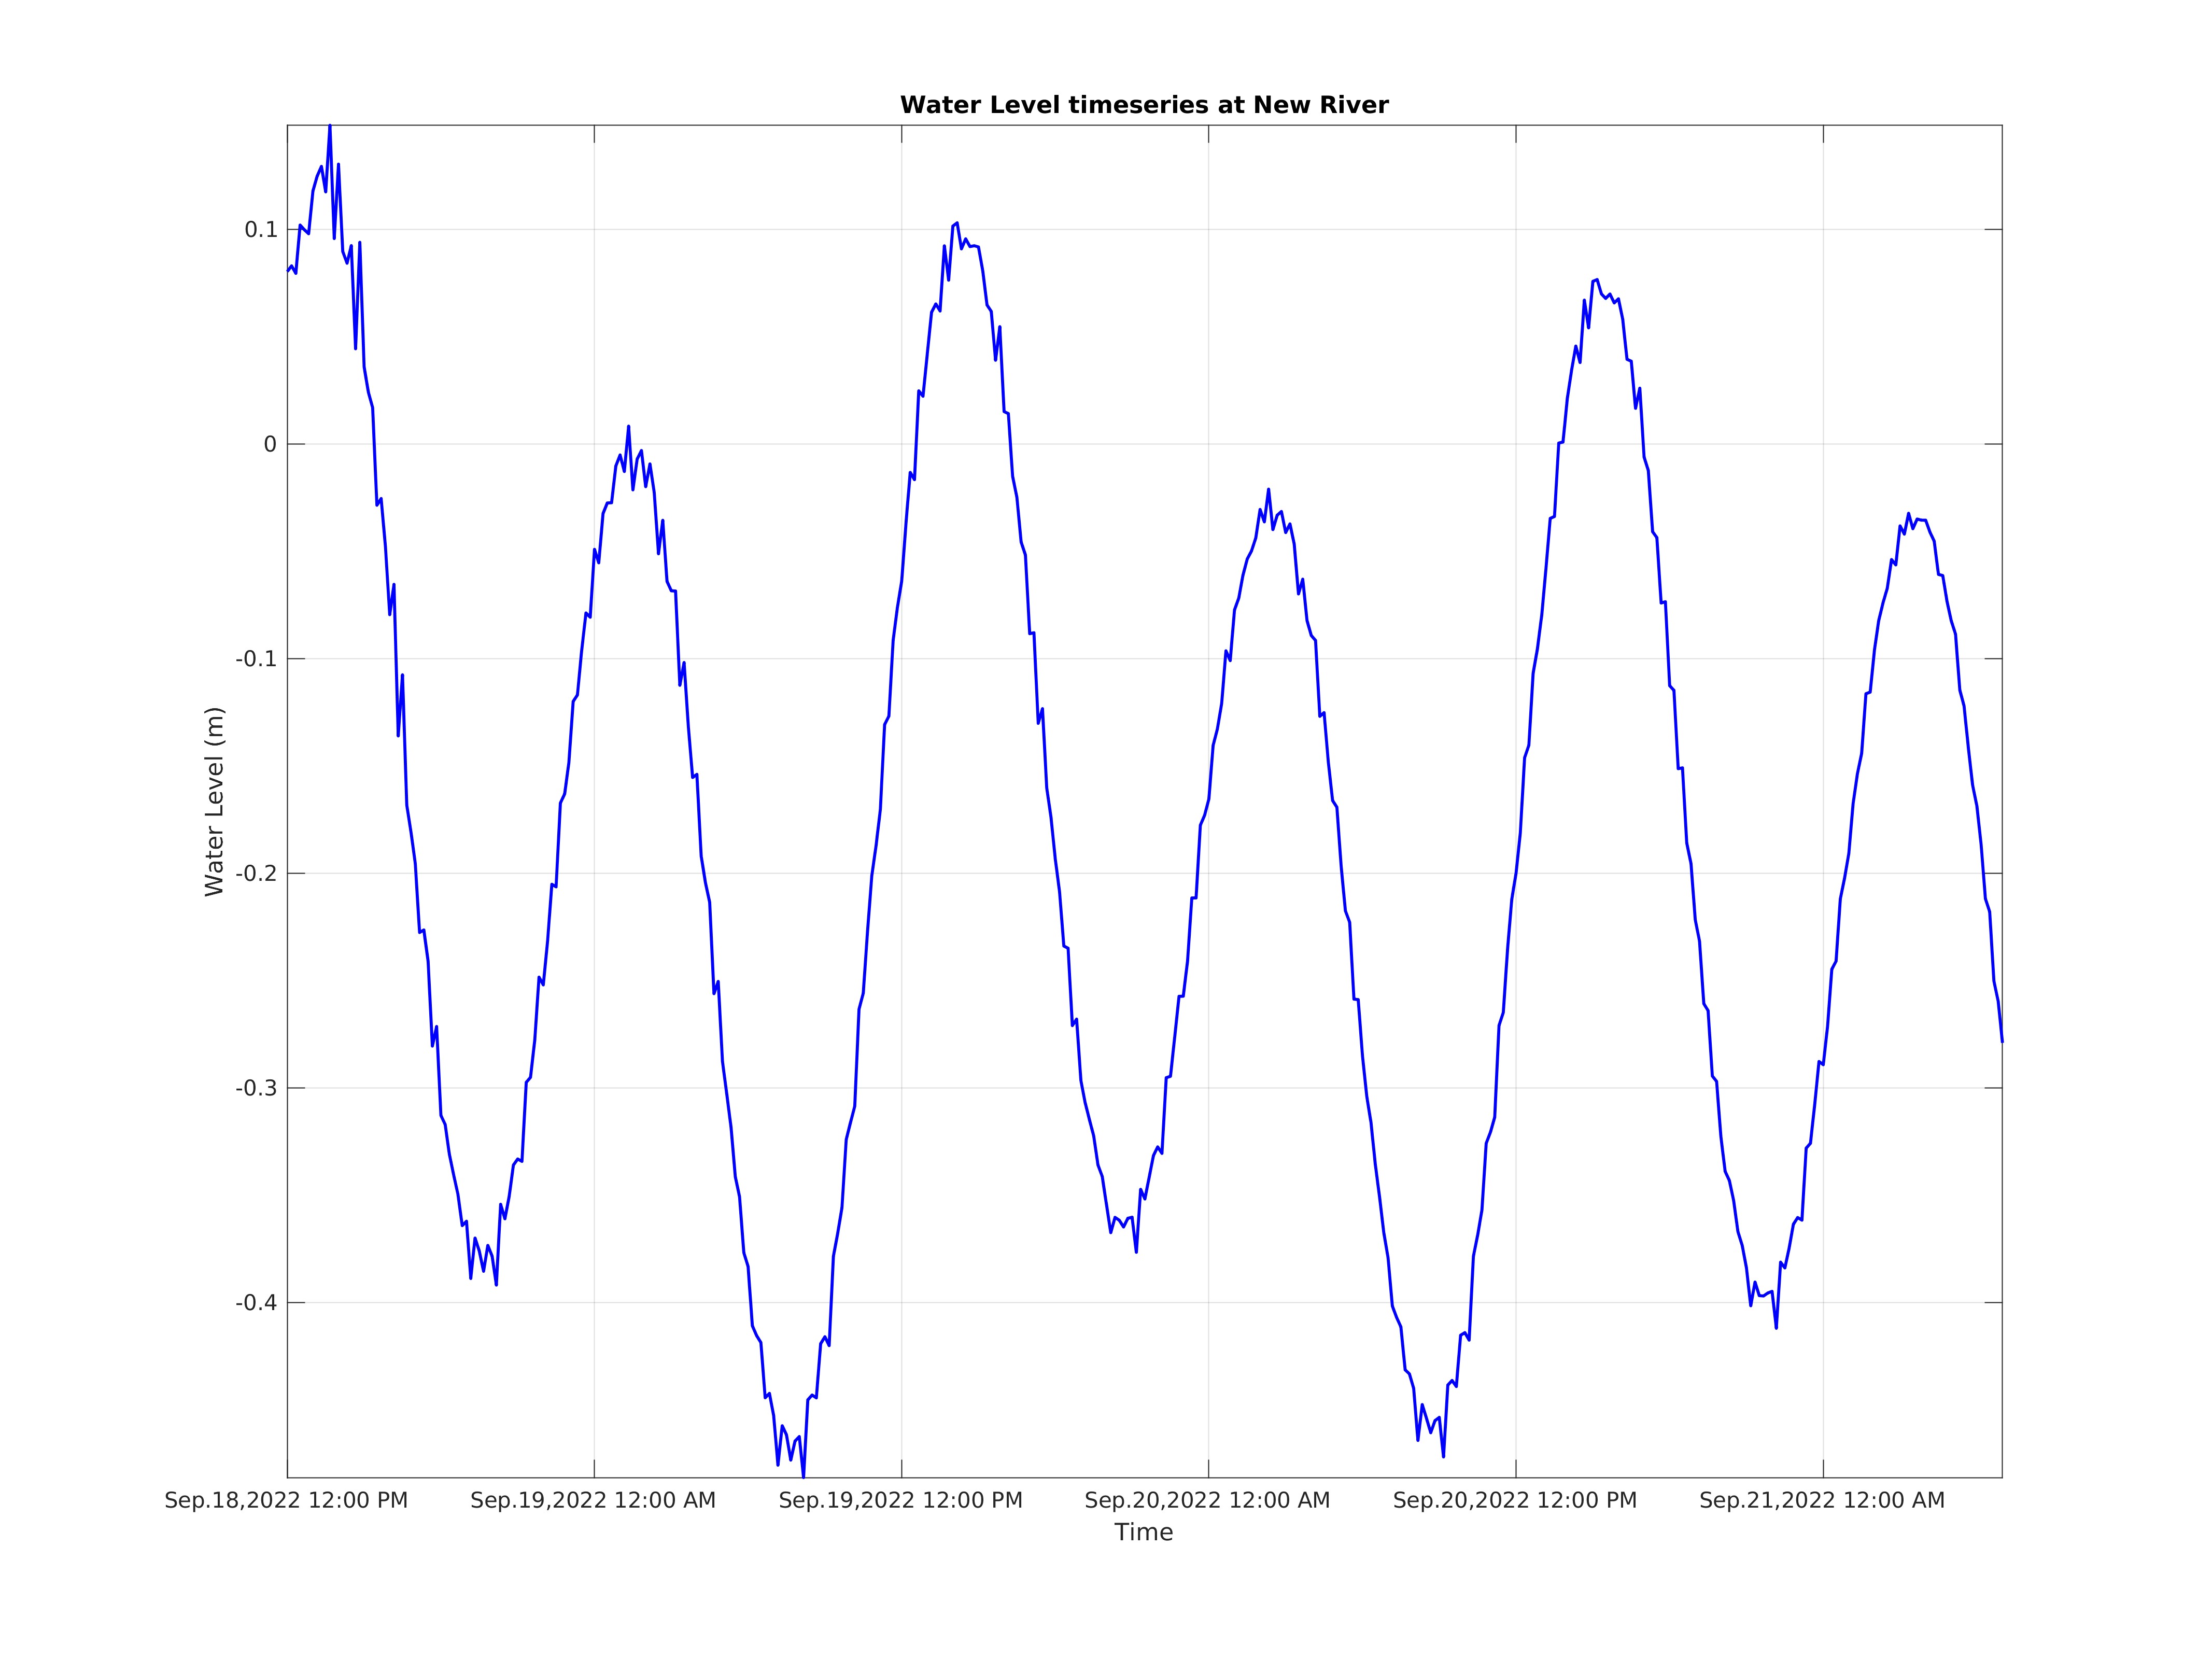 Water Level timeseries at New River
Water Level (m)
0.1
0
-0.1
-0.2
-0.3
-0.4
Sep.18,2022 12:00 PM
Sep.19,2022 12:00 AM
Sep.19,2022 12:00 PM
Sep.20,2022 12:00 AM
Sep.20,2022 12:00 PM
Sep.21,2022 12:00 AM
Time